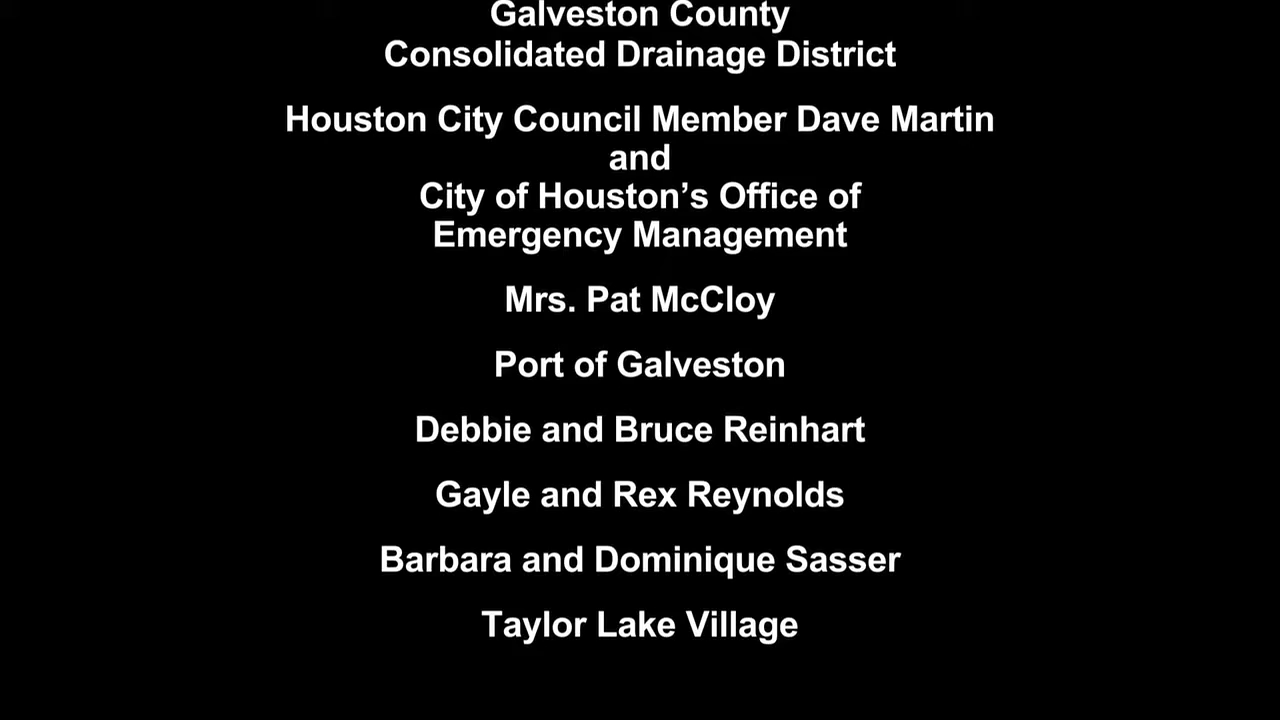 Galveston County
Consolidated Drainage District
Houston City Council Member Dave Martin
and
City of Houston’s Office of
Emergency Management
Mrs. Pat McCloy
Port of Galveston
Debbie and Bruce Reinhart
Gayle and Rex Reynolds
Barbara and Dominique Sasser
Taylor Lake Village